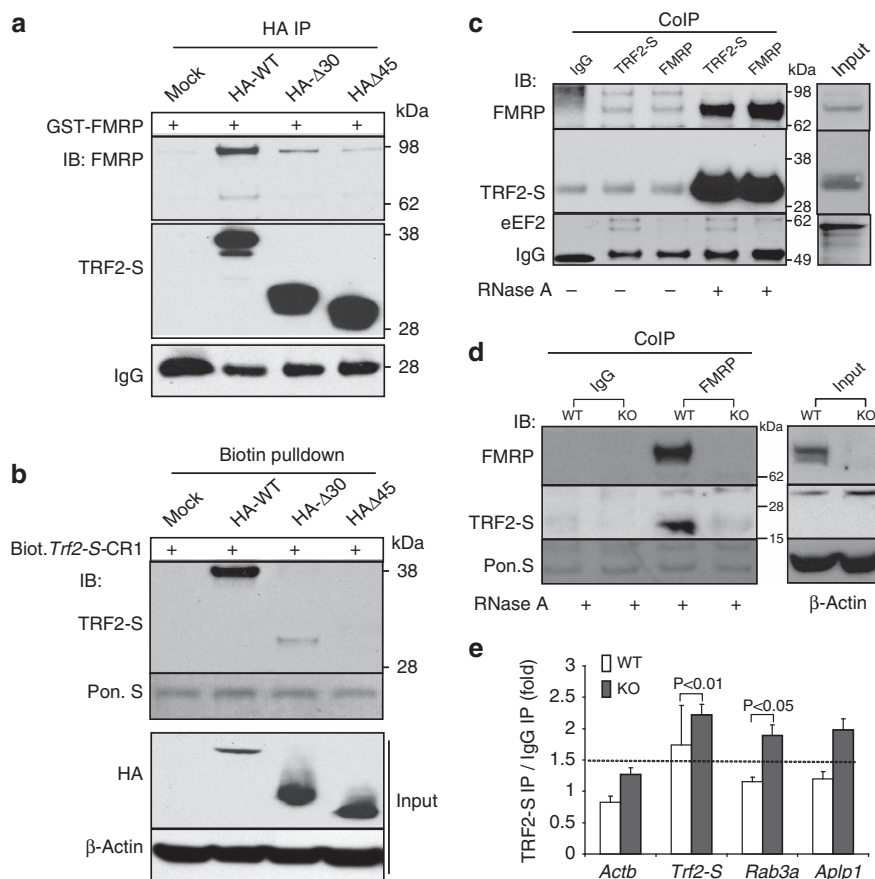 a
HA IP
Mock HA-WT HA-Δ30 HAΔ45
kDa
GST-FMRP + + + +
IB: FMRP
98
62
TRF2-S
38
28
IgG
28
b
Biotin pulldown
Mock HA-WT HA-Δ30 HAΔ45
kDa
Biot.Trf2-S-CR1 + + + +
IB:
TRF2-S
38
28
Pon. S
HA
Input
β-Actin
c
CoIP
IB: IgG TRF2-S FMRP TRF2-S FMRP kDa Input
FMRP
98
62
TRF2-S
38
28
eEF2
62
IgG
49
RNase A – – – + +
d
CoIP
IgG FMRP Input
IB: WT KO WT KO kDa WT KO
FMRP
62
TRF2-S
28
15
Pon.S
RNase A + + + + β-Actin
e
TRF2-S IP / IgG IP (fold)
3
2.5
2
1.5
1
0.5
0
WT
KO
P<0.01
P<0.05
Actb Trf2-S Rab3a Aplp1